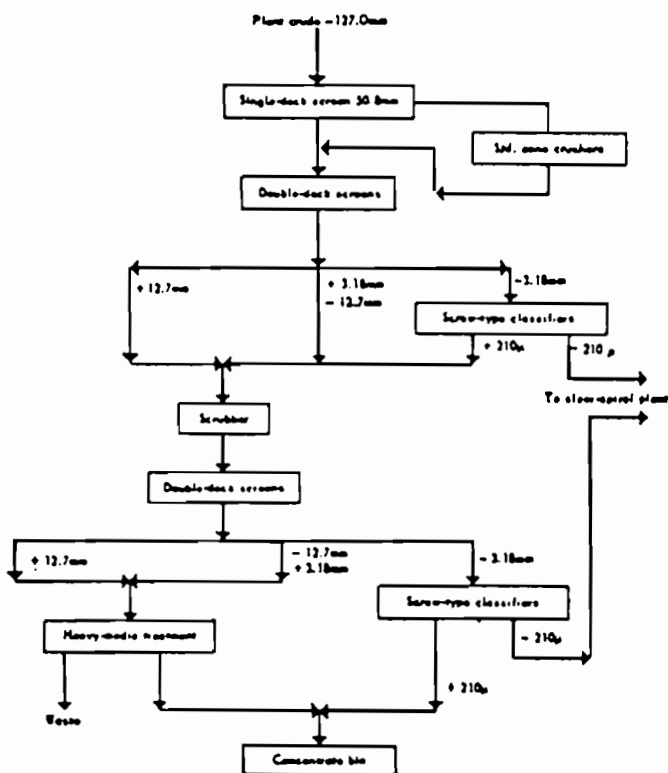 Plant crude -127.0mm
Single-deck screen 50.8mm
Std. cone crushers
Double-deck screens
+ 12.7mm
+ 3.18mm
- 12.7mm
-3.18mm
Screw-type classifiers
+ 210μ
- 210 μ
To slear-spiral plant
Scrubber
Double-deck screens
+ 12.7mm
- 12.7mm
+ 3.18mm
- 3.18mm
Screw-type classifiers
Heavy-media treatment
- 210μ
+ 210μ
Waste
Concentrate bin